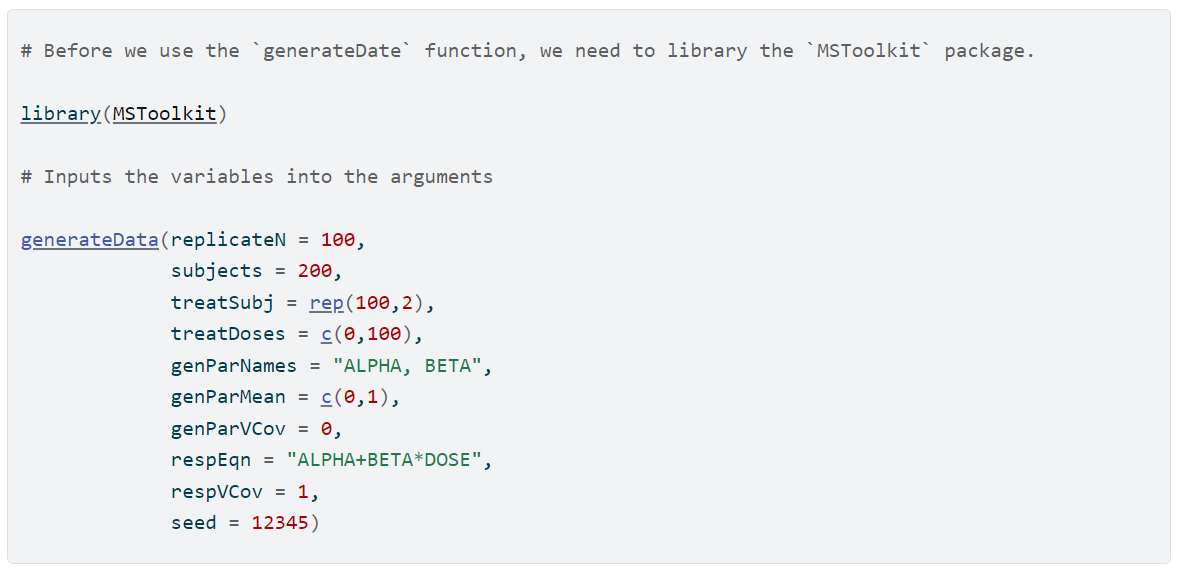 # Before we use the `generateDate` function, we need to library the `MSToolkit` package.
library(MSToolkit)
# Inputs the variables into the arguments
generateData(replicateN = 100,
             subjects = 200,
             treatSubj = rep(100,2),
             treatDoses = c(0,100),
             genParNames = "ALPHA, BETA",
             genParMean = c(0,1),
             genParVCov = 0,
             respEqn = "ALPHA+BETA*DOSE",
             respVCov = 1,
             seed = 12345)